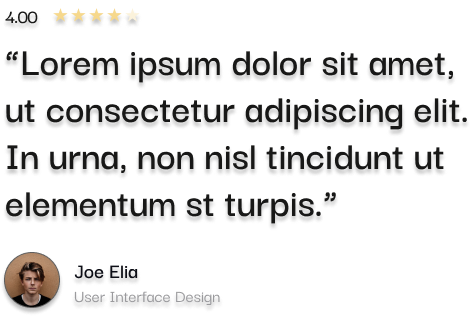 4.00
“Lorem ipsum dolor sit amet,
ut consectetur adipiscing elit.
In urna, non nisl tincidunt ut
elementum st turpis.”
Joe Elia
User Interface Design